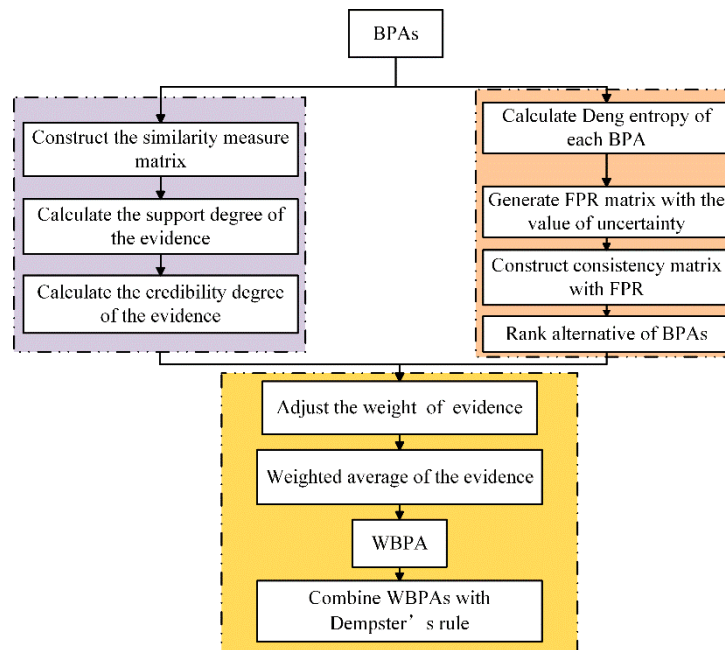 BPAs
Construct the similarity measure
matrix
Calculate the support degree of
the evidence
Calculate the credibility degree
of the evidence
Calculate Deng entropy of
each BPA
Generate FPR matrix with the
value of uncertainty
Construct consistency matrix
with FPR
Rank alternative of BPAs
Adjust the weight of evidence
Weighted average of the evidence
WBPA
Combine WBPAs with
Dempster’s rule